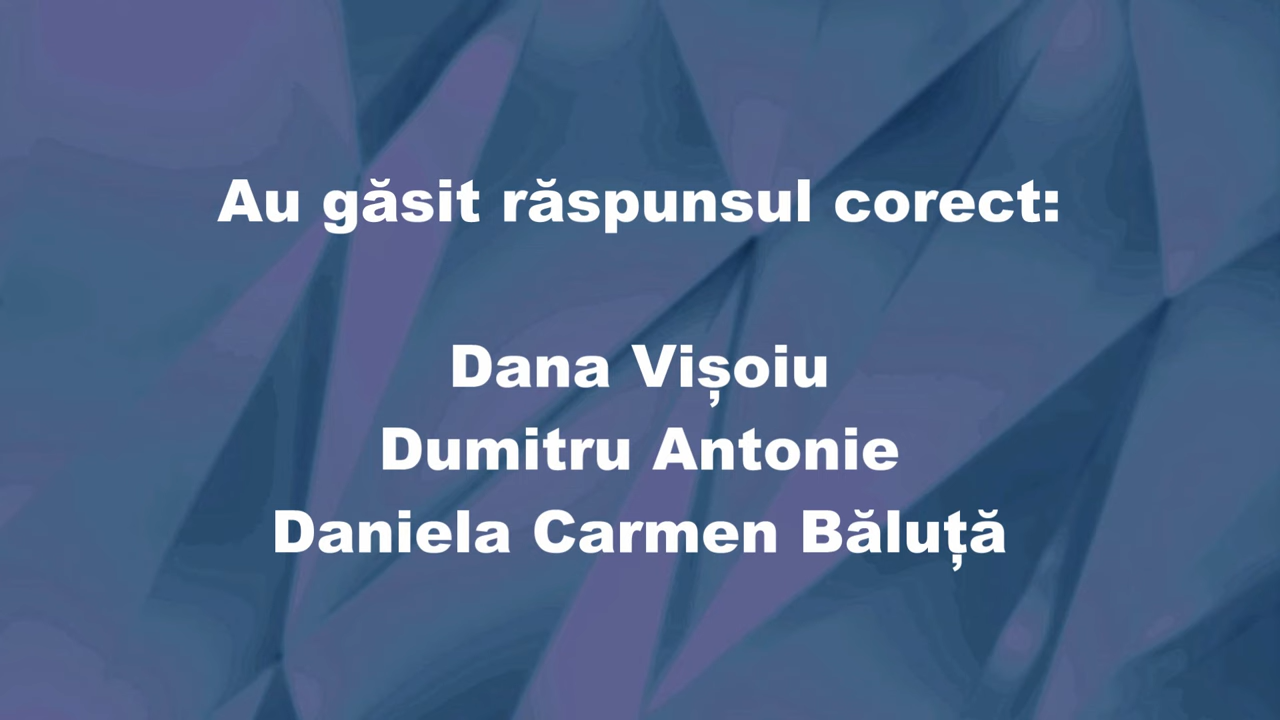 Au găsit răspunsul corect:
Dana Vișoiu
Dumitru Antonie
Daniela Carmen Băluță